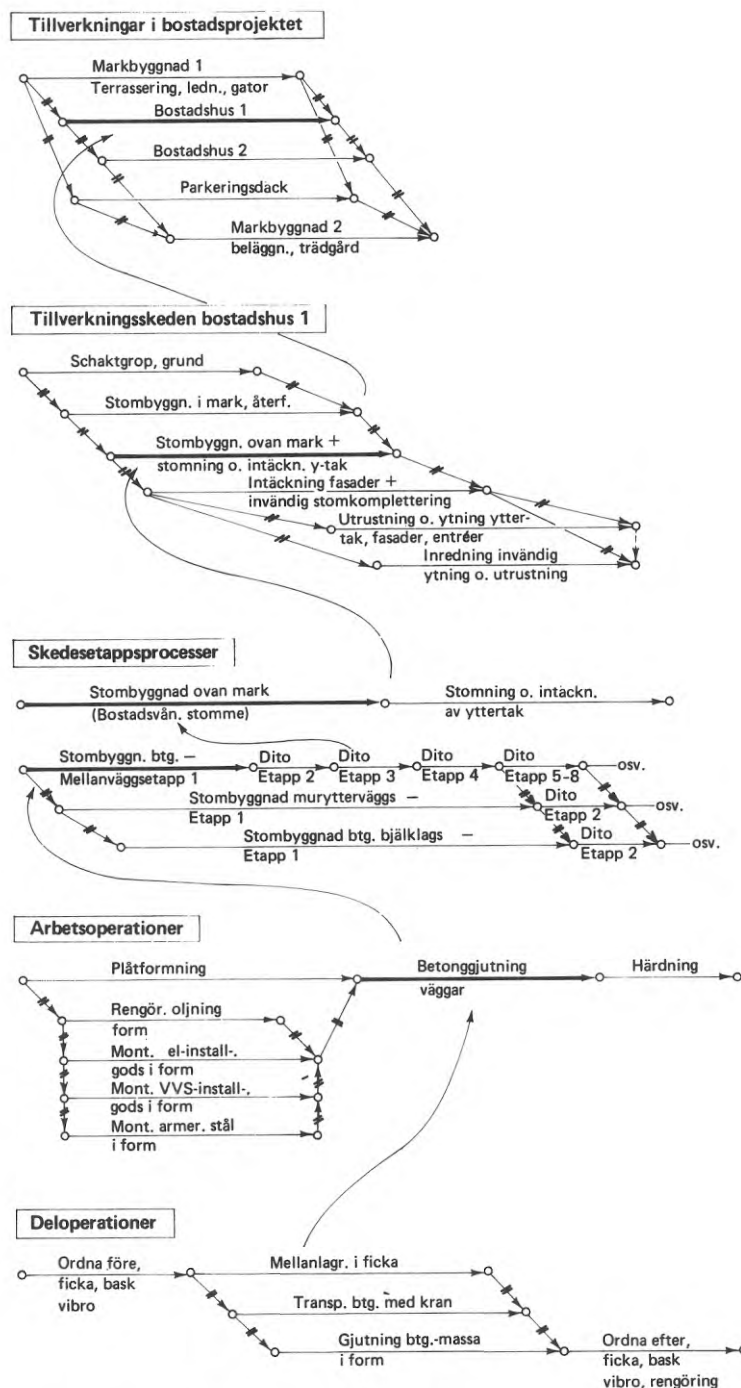 Tillverkningar i bostadsprojektet
Markbyggnad 1
Terrassering, ledn., gator
Bostadshus 1
Bostadshus 2
Parkeringsdäck
Markbyggnad 2
beläggn., trädgård
Tillverkningsskeden bostadshus 1
Schaktgrop, grund
Stombyggn. i mark, återf.
Stombyggn. ovan mark +
stomning o. intäckn. y-tak
Intäckning fasader +
invändig stomkomplettering
Utrustning o. ytning ytter-
tak, fasader, entréer
Inredning invändig
ytning o. utrustning
Skedesetappsprocesser
Stombyggnad ovan mark
(Bostadsvån. stomme)
Stomning o. intäckn.
av yttertak
Stombyggn. btg. —
Mellanväggsetapp 1
Dito
Etapp 2
Dito
Etapp 3
Dito
Etapp 4
Dito
Etapp 5-8
osv.
Stombyggnad murytterväggs —
Etapp 1
Dito
Etapp 2
osv.
Stombyggnad btg. bjälklags —
Etapp 1
Dito
Etapp 2
osv.
Arbetsoperationer
Plåtformning
Betonggjutning
väggar
Härdning
Rengör. oljning
form
Mont. el-install-.
gods i form
Mont. VVS-install-.
gods i form
Mont. armer. stål
i form
Deloperationer
Ordna före,
ficka, bask
vibro
Mellanlagr. i ficka
Transp. btg. med kran
Gjutning btg.-massa
i form
Ordna efter,
ficka, bask
vibro, rengöring